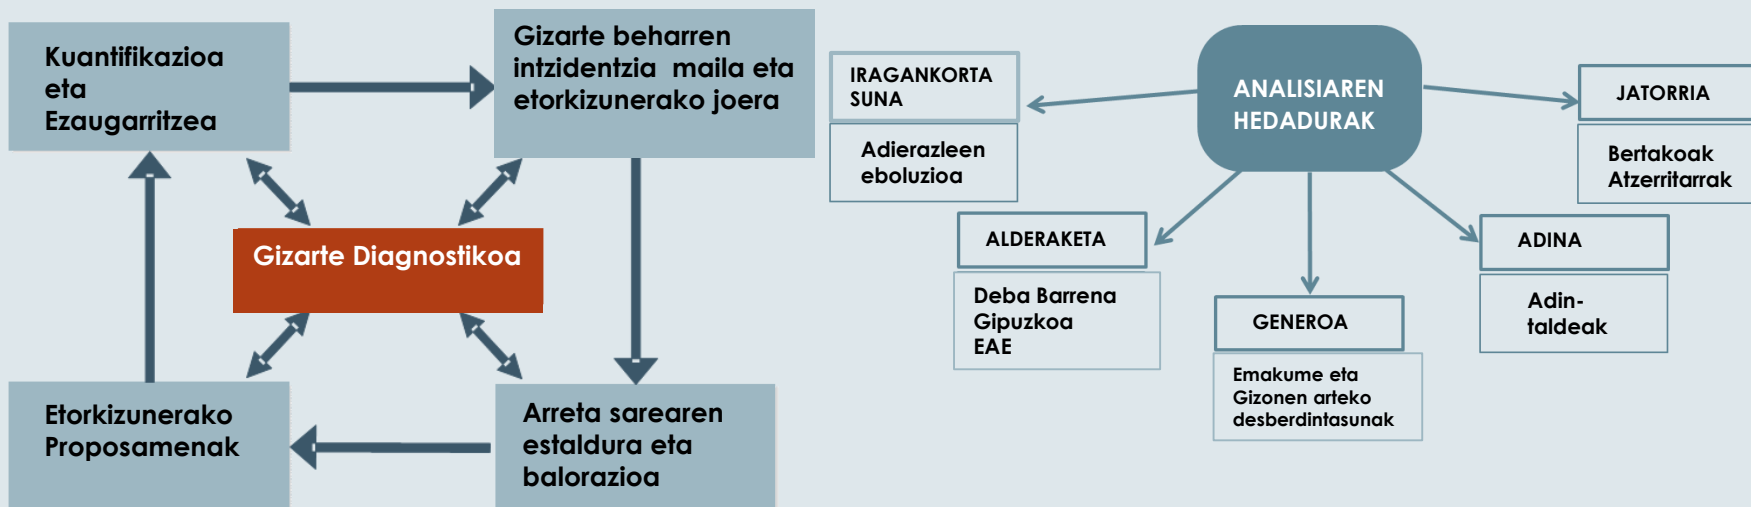 Kuantifikazioa
eta
Ezaugarritzea
Gizarte beharren
intzidentzia maila eta
etorkizunerako joera
Gizarte Diagnostikoa
Etorkizunerako
Proposamenak
Arreta sarearen
estaldura eta
balorazioa
ANALISIAREN
HEDADURAK
IRAGANKORTA
SUNA
Adierazleen
eboluzioa
ALDERAKETA
Deba Barrena
Gipuzkoa
EAE
GENEROA
Emakume eta
Gizonen arteko
desberdintasunak
ADINA
Adin-
taldeak
JATORRIA
Bertakoak
Atzerritarrak